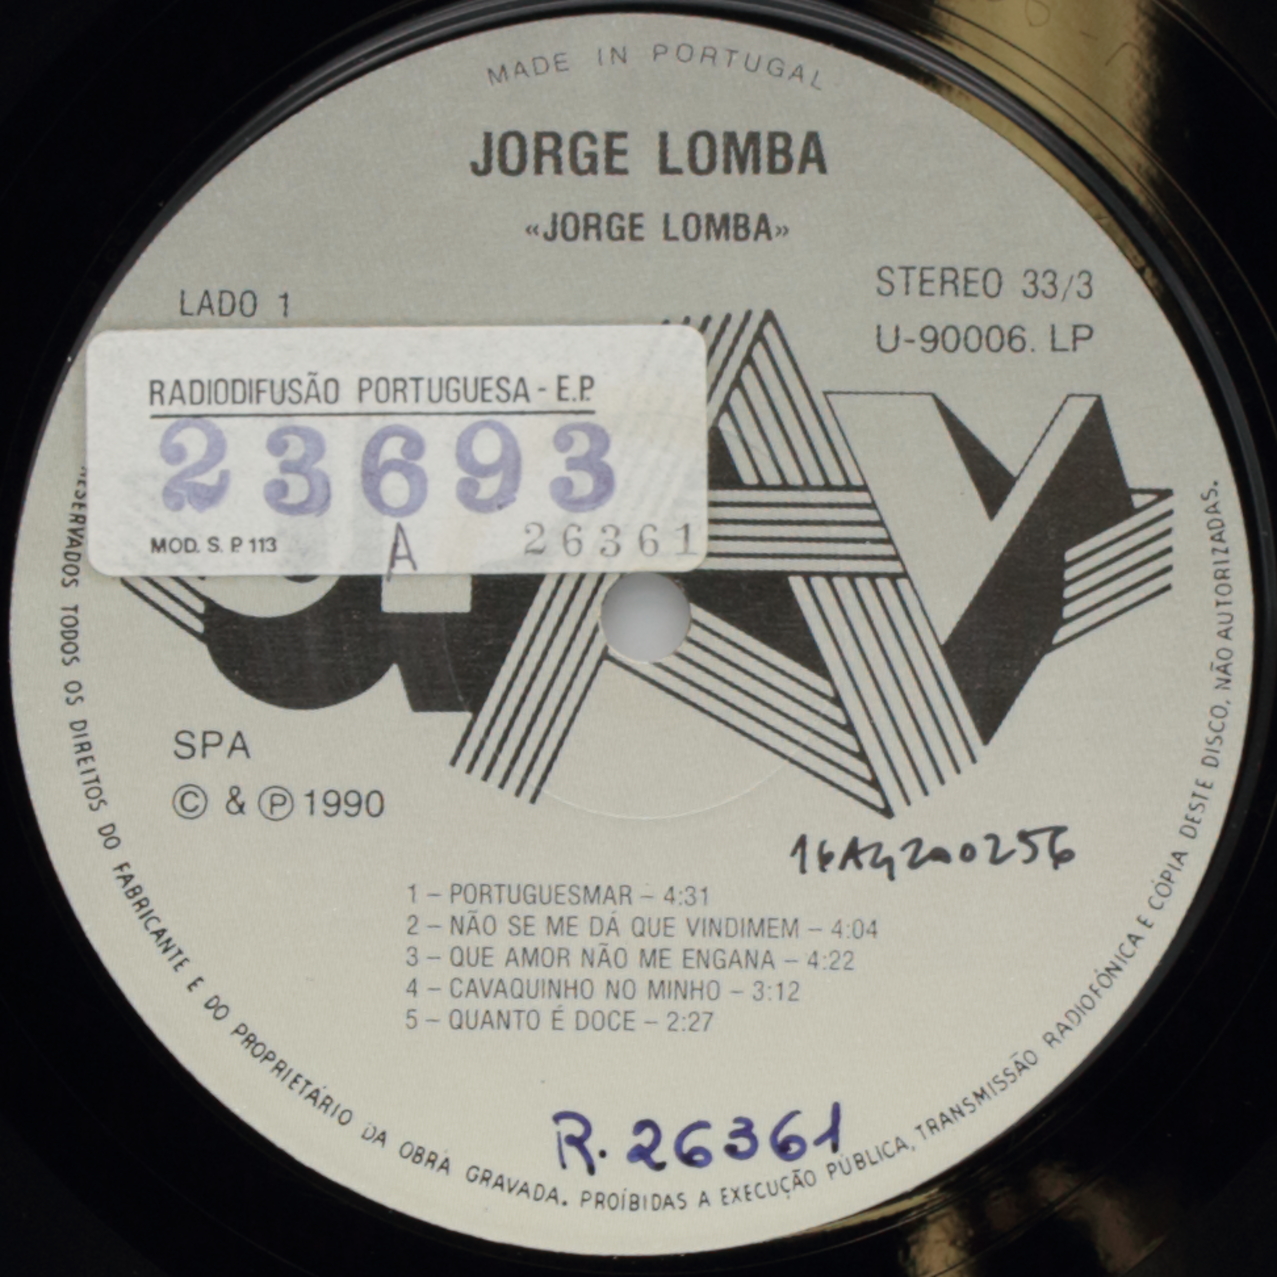 MADE IN PORTUGAL
JORGE LOMBA
«JORGE LOMBA»
LADO 1
STEREO 33/3
U-90006. LP
RADIODIFUSÃO PORTUGUESA - E.P.
23693
MOD. S. P. 113
A
26361
SPA
© & Ⓟ 1990
1 – PORTUGUESMAR – 4:31
2 – NÃO SE ME DÁ QUE VINDIMEM – 4:04
3 – QUE AMOR NÃO ME ENGANA – 4:22
4 – CAVAQUINHO NO MINHO – 3:12
5 – QUANTO É DOCE – 2:27
R. 26361
RESERVADOS TODOS OS DIREITOS DO FABRICANTE E DO PROPRIETÁRIO DA OBRA GRAVADA. PROÍBIDAS A EXECUÇÃO PÚBLICA, TRANSMISSÃO RADIOFÓNICA E CÓPIA DESTE DISCO, NÃO AUTORIZADAS.